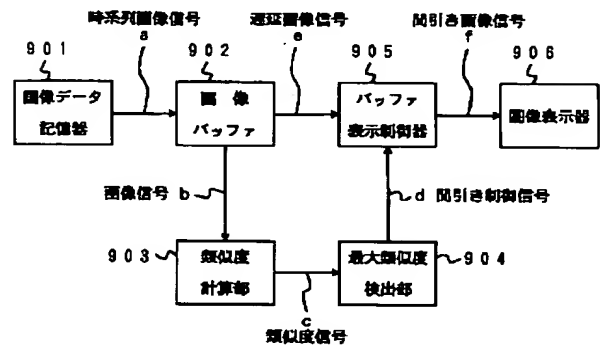 時系列画像信号
a
遅延画像信号
e
間引き画像信号
f
901
902
905
906
画像データ
記憶器
画像
バッファ
バッファ
表示制御器
画像表示器
画像信号 b
d 間引き制御信号
903
類似度
計算部
最大類似度
検出部
904
c
類似度信号